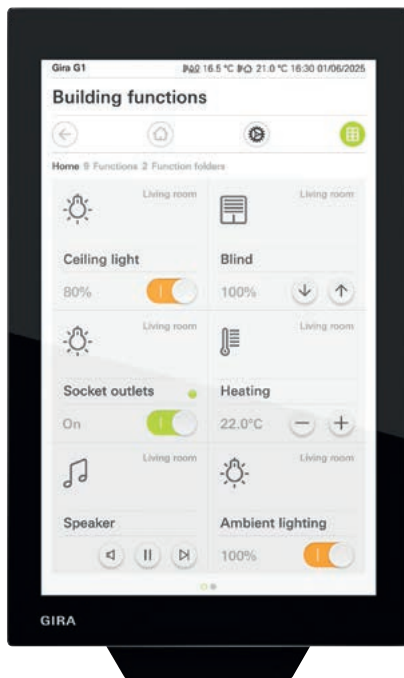 Gira G1 16.5 °C 21.0 °C 16:30 01/06/2025
Building functions
Home 9 Functions 2 Function folders
Living room Living room
Ceiling light Blind
80% 100%
Living room Living room
Socket outlets Heating
On 22.0°C
Living room Living room
Speaker Ambient lighting
100%
GIRA